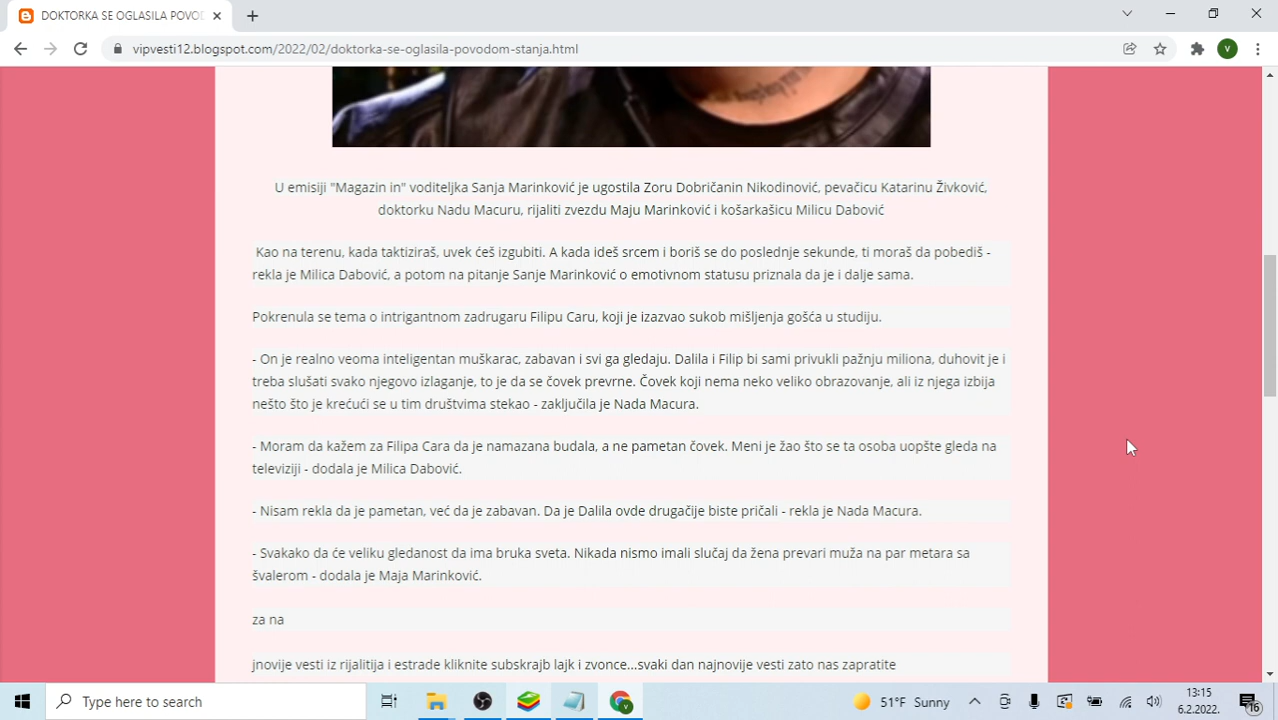 DOKTORKA SE OGLASILA POVOD
vipvesti12.blogspot.com/2022/02/doktorka-se-oglasila-povodom-stanja.html
V
U emisiji "Magazin in" voditeljka Sanja Marinković je ugostila Zoru Dobričanin Nikodinović, pevačicu Katarinu Živković,
doktorku Nadu Macuru, rijaliti zvezdu Maju Marinković i košarkašicu Milicu Dabović
Kao na terenu, kada taktiziraš, uvek ćeš izgubiti. A kada ideš srcem i boriš se do poslednje sekunde, ti moraš da pobediš -
rekla je Milica Dabović, a potom na pitanje Sanje Marinković o emotivnom statusu priznala da je i dalje sama.
Pokrenula se tema o intrigantnom zadrugaru Filipu Caru, koji je izazvao sukob mišljenja gošća u studiju.
- On je realno veoma inteligentan muškarac, zabavan i svi ga gledaju. Dalila i Filip bi sami privukli pažnju miliona, duhovit je i
treba slušati svako njegovo izlaganje, to je da se čovek prevrne. Čovek koji nema neko veliko obrazovanje, ali iz njega izbija
nešto što je krećući se u tim društvima stekao - zaključila je Nada Macura.
- Moram da kažem za Filipa Cara da je namazana budala, a ne pametan čovek. Meni je žao što se ta osoba uopšte gleda na
televiziji - dodala je Milica Dabović.
- Nisam rekla da je pametan, već da je zabavan. Da je Dalila ovde drugačije biste pričali - rekla je Nada Macura.
- Svakako da će veliku gledanost da ima bruka sveta. Nikada nismo imali slučaj da žena prevari muža na par metara sa
švalerom - dodala je Maja Marinković.
za na
jnovije vesti iz rijalitija i estrade kliknite subskrajb lajk i zvonce...svaki dan najnovije vesti zato nas zapratite
Type here to search
51°F Sunny
13:15
6.2.2022.
16